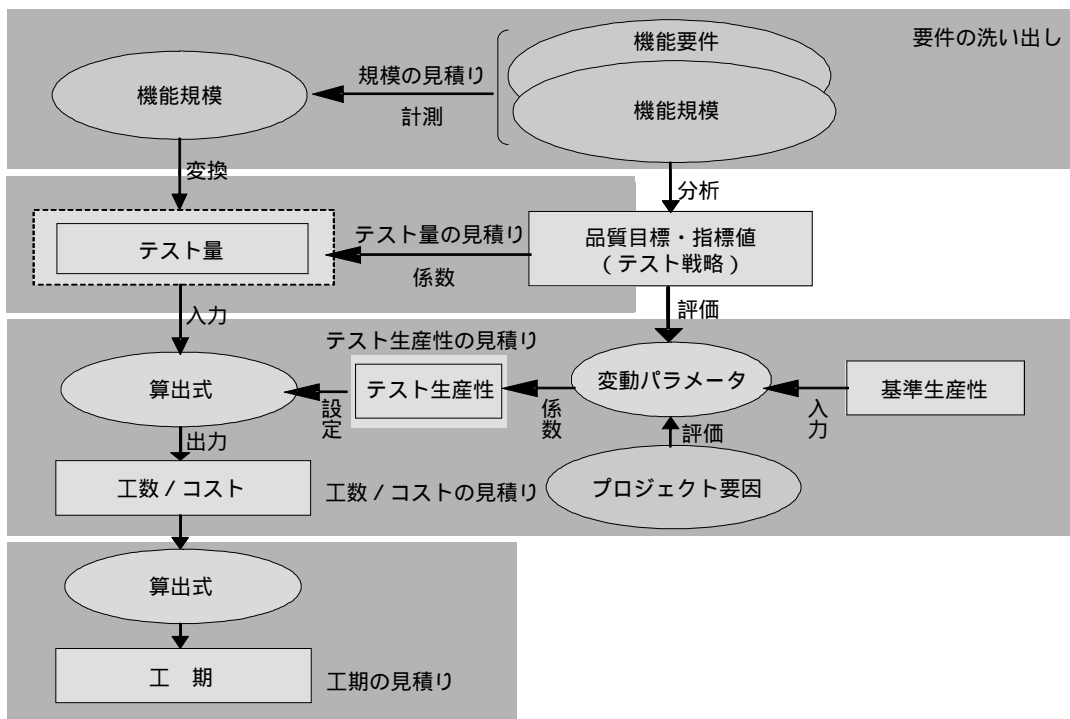 要件の洗い出し
機能要件
規模の見積り
機能規模
計測
機能規模
変換
分析
テスト量の見積り
品質目標・指標値
(テスト戦略)
テスト量
係数
入力
評価
テスト生産性の見積り
算出式
設定
テスト生産性
係数
変動パラメータ
入力
基準生産性
出力
評価
工数/コスト
工数/コストの見積り
プロジェクト要因
算出式
工 期
工期の見積り